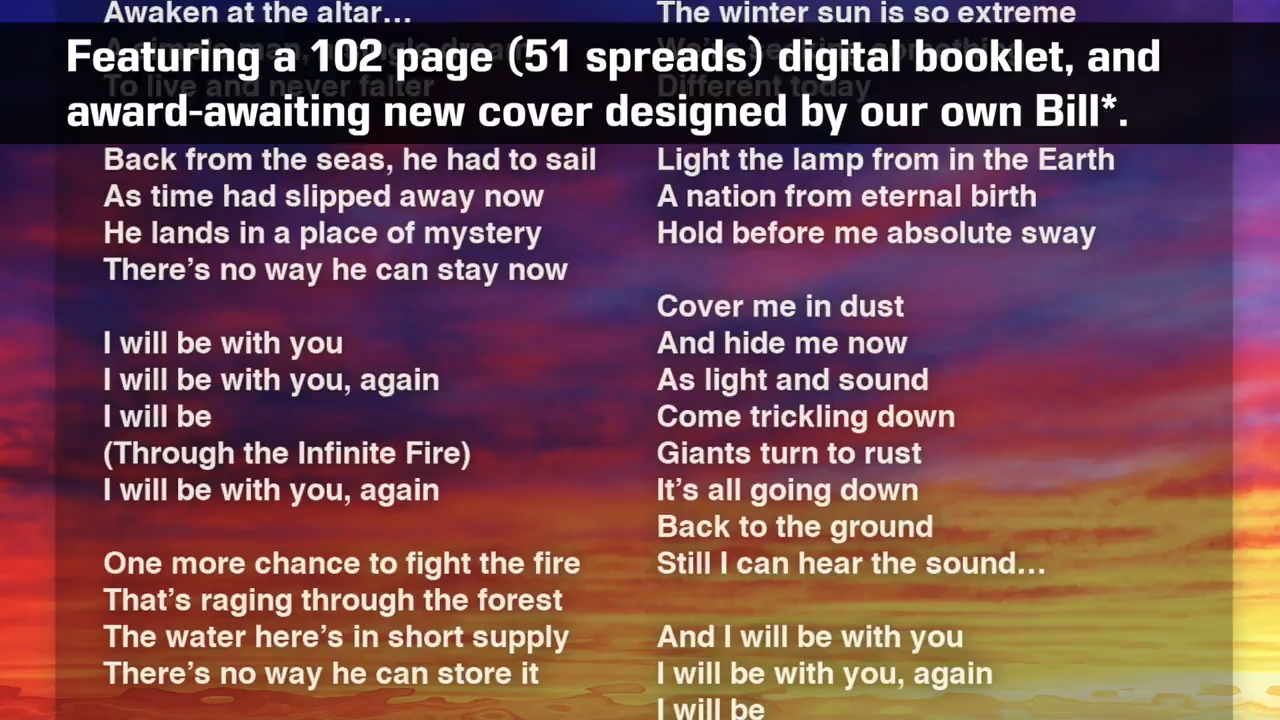 Awaken at the altar…
To live and never falter
Back from the seas, he had to sail
As time had slipped away now
He lands in a place of mystery
There's no way he can stay now
I will be with you
I will be with you, again
I will be
(Through the Infinite Fire)
I will be with you, again
One more chance to fight the fire
That's raging through the forest
The water here's in short supply
There's no way he can store it
The winter sun is so extreme
Different today
Light the lamp from in the Earth
A nation from eternal birth
Hold before me absolute sway
Cover me in dust
And hide me now
As light and sound
Come trickling down
Giants turn to rust
It's all going down
Back to the ground
Still I can hear the sound…
And I will be with you
I will be with you, again
I will be
Featuring a 102 page (51 spreads) digital booklet, and
award-awaiting new cover designed by our own Bill*.